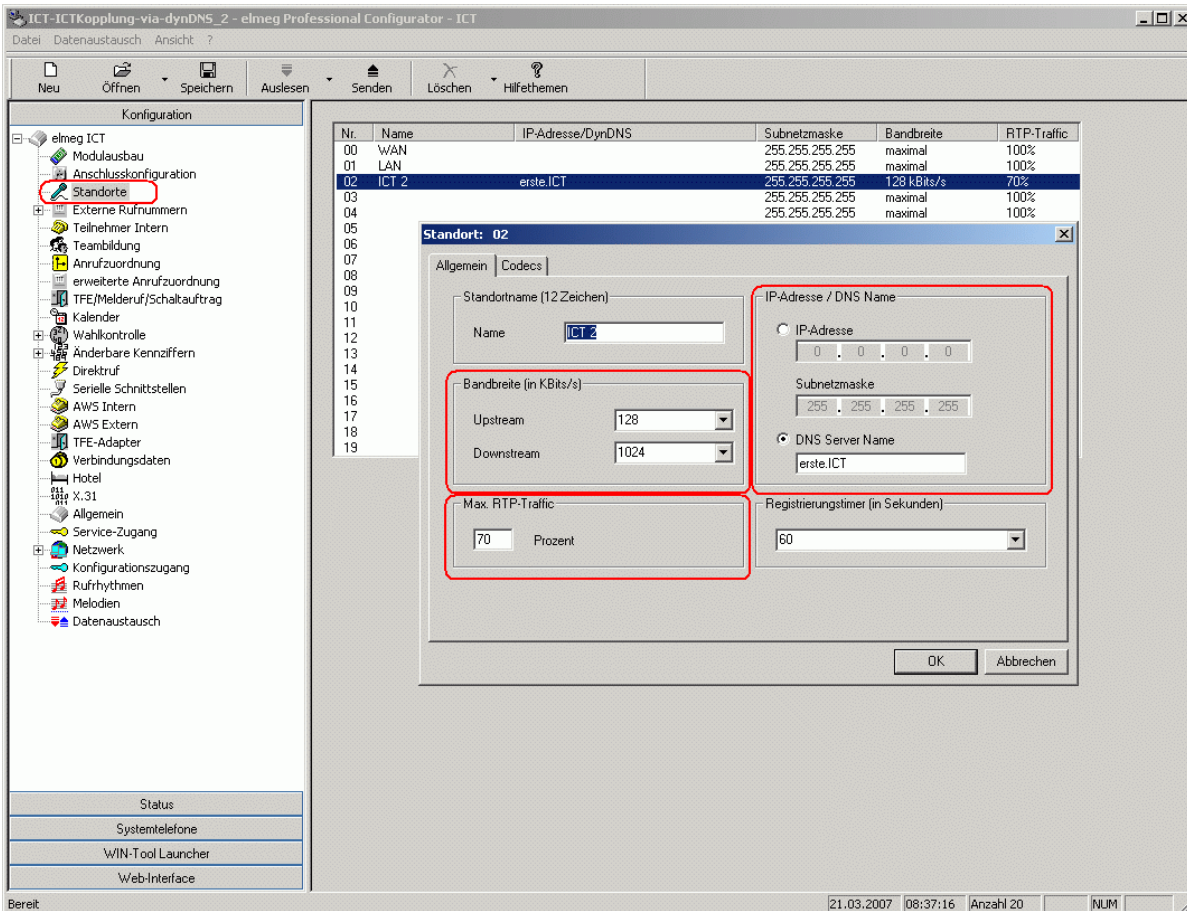 ICT-ICTKopplung-via-dynDNS_2 - elmeg Professional Configurator - ICT
Datei Datenaustausch Ansicht ?
Neu Öffnen Speichern Auslesen Senden Löschen Hilfethemen
Konfiguration
elmeg ICT
Modulausbau
Anschlusskonfiguration
Standorte
Externe Rufnummern
Teilnehmer Intern
Teambildung
Anrufzuordnung
erweiterte Anrufzuordnung
TFE/Melderuf/Schaltauftrag
Kalender
Wahlkontrolle
Änderbare Kennziffern
Direktruf
Serielle Schnittstellen
AWS Intern
AWS Extern
TFE-Adapter
Verbindungsdaten
Hotel
X.31
Allgemein
Service-Zugang
Netzwerk
Konfigurationszugang
Rufrhythmen
Melodien
Datenaustausch
Status
Systemtelefone
WIN-Tool Launcher
Web-Interface
Nr. Name IP-Adresse/DynDNS Subnetzmaske Bandbreite RTP-Traffic
00 WAN 255.255.255.255 maximal 100%
01 LAN 255.255.255.255 maximal 100%
02 ICT 2 erste.ICT 255.255.255.255 128 kBits/s 70%
03 255.255.255.255 maximal 100%
04 255.255.255.255 maximal 100%
05
06
07
08
09
10
11
12
13
14
15
16
17
18
19
Standort: 02
Allgemein Codecs
Standortname (12 Zeichen)
Name ICT 2
Bandbreite (in KBits/s)
Upstream 128
Downstream 1024
Max. RTP-Traffic
70 Prozent
IP-Adresse / DNS Name
IP-Adresse
0 . 0 . 0 . 0
Subnetzmaske
255 . 255 . 255 . 255
DNS Server Name
erste.ICT
Registrierungstimer (in Sekunden)
60
OK Abbrechen
Bereit 21.03.2007 08:37:16 Anzahl 20 NUM